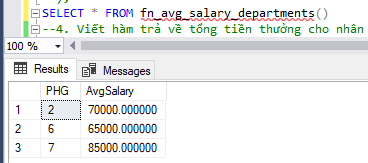 SELECT * FROM fn_avg_salary_departments()
--4. Viết hàm trả về tổng tiền thưởng cho nhân
100 %
Results Messages
PHG AvgSalary
1 2 70000.000000
2 6 65000.000000
3 7 85000.000000